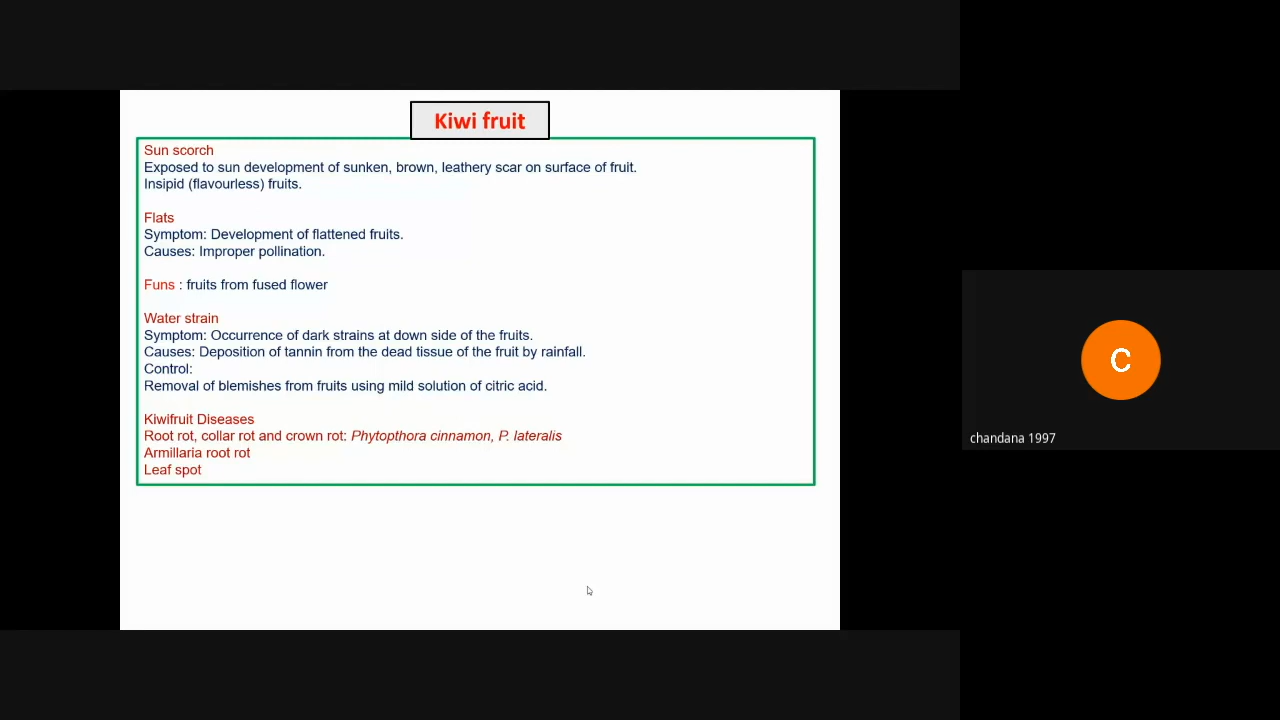 Kiwi fruit
Sun scorch
Exposed to sun development of sunken, brown, leathery scar on surface of fruit.
Insipid (flavourless) fruits.
Flats
Symptom: Development of flattened fruits.
Causes: Improper pollination.
Funs : fruits from fused flower
Water strain
Symptom: Occurrence of dark strains at down side of the fruits.
Causes: Deposition of tannin from the dead tissue of the fruit by rainfall.
Control:
Removal of blemishes from fruits using mild solution of citric acid.
Kiwifruit Diseases
Root rot, collar rot and crown rot: Phytopthora cinnamon, P. lateralis
Armillaria root rot
Leaf spot
C
chandana 1997